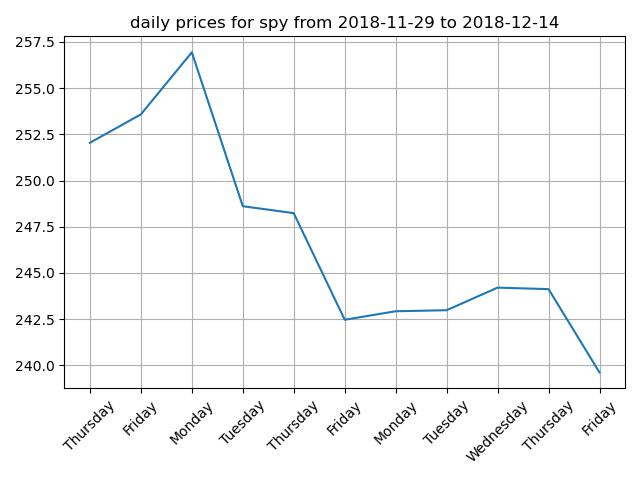 daily prices for spy from 2018-11-29 to 2018-12-14
257.5
255.0
252.5
250.0
247.5
245.0
242.5
240.0
Thursday
Friday
Monday
Tuesday
Thursday
Friday
Monday
Tuesday
Wednesday
Thursday
Friday